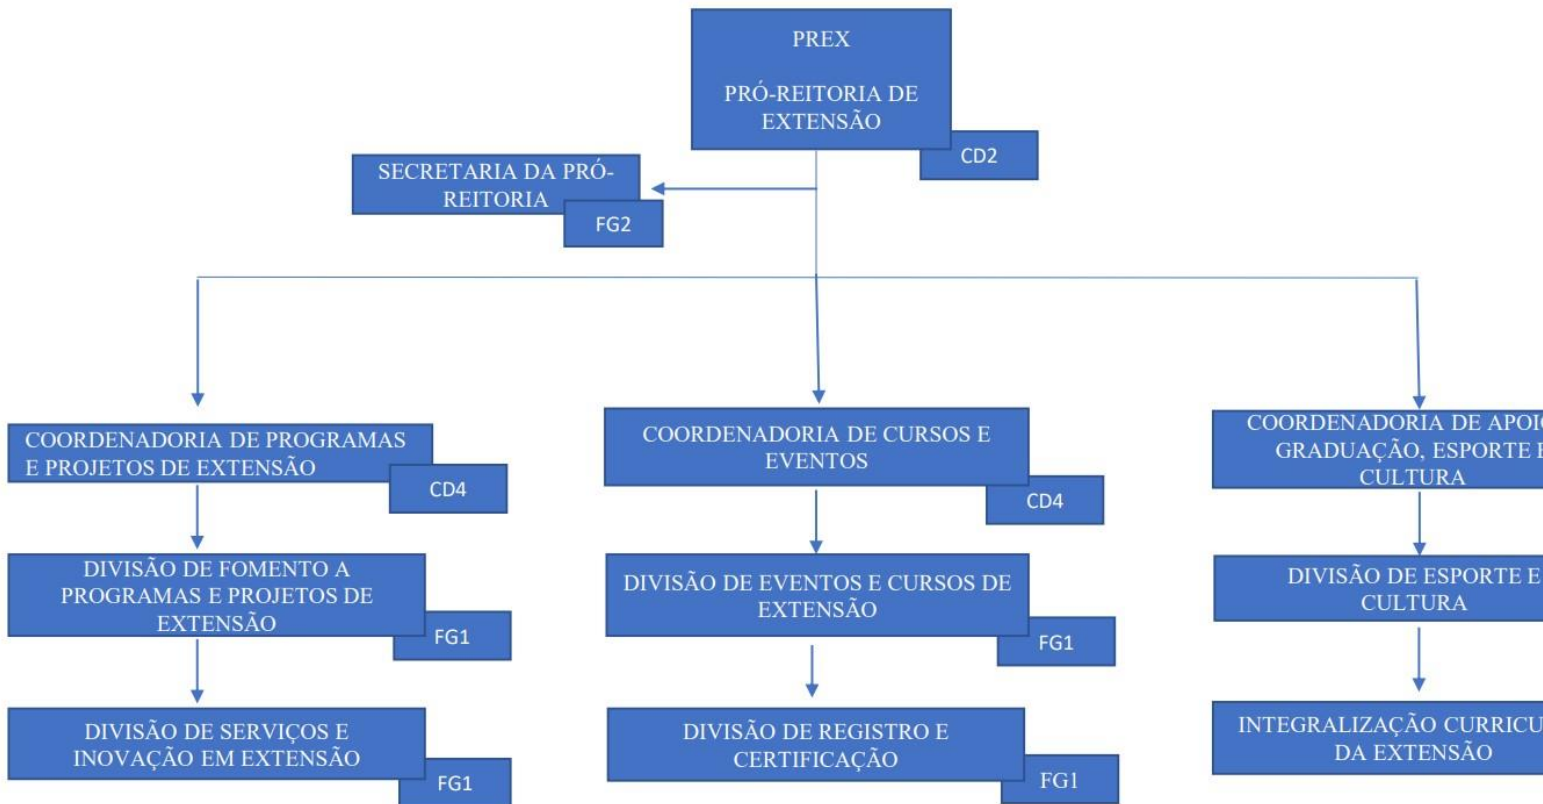 PREX
PRÓ-REITORIA DE
EXTENSÃO
CD2
SECRETARIA DA PRÓ-
REITORIA
FG2
COORDENADORIA DE PROGRAMAS
E PROJETOS DE EXTENSÃO
CD4
COORDENADORIA DE CURSOS E
EVENTOS
CD4
COORDENADORIA DE
GRADUAÇÃO, ESPORTE E
CULTURA
DIVISÃO DE FOMENTO A
PROGRAMAS E PROJETOS DE
EXTENSÃO
FG1
DIVISÃO DE EVENTOS E CURSOS DE
EXTENSÃO
FG1
DIVISÃO DE ESPORTE E
CULTURA
DIVISÃO DE SERVIÇOS E
INOVAÇÃO EM EXTENSÃO
FG1
DIVISÃO DE REGISTRO E
CERTIFICAÇÃO
FG1
INTEGRALIZAÇÃO
DA EXTENSÃO